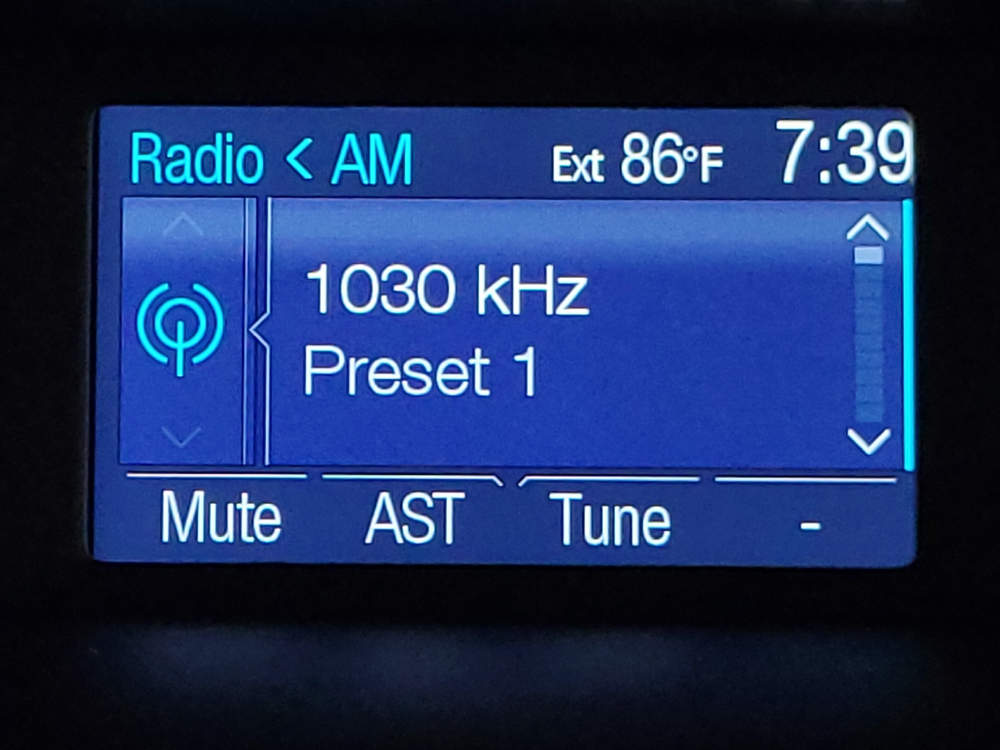 Radio < AM Ext 86°F 7:39
1030 kHz
Preset 1
Mute AST Tune -